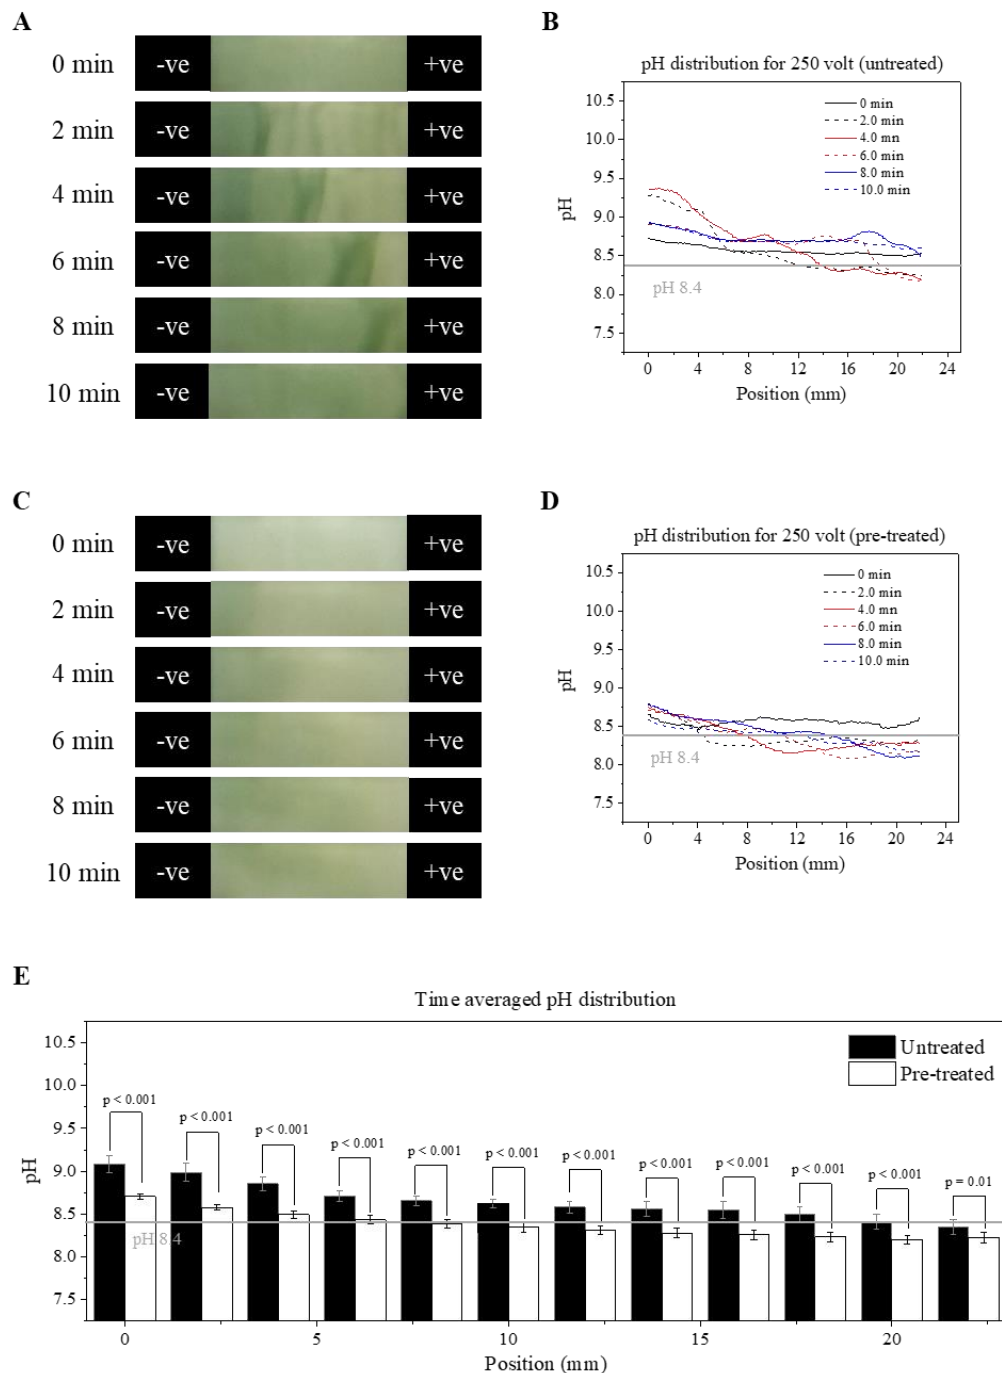 A
0 min -ve +ve
2 min -ve +ve
4 min -ve +ve
6 min -ve +ve
8 min -ve +ve
10 min -ve +ve
B
pH distribution for 250 volt (untreated)
10.5
10.0
9.5
9.0
8.5
8.0
7.5
pH
0 min
2.0 min
4.0 mn
6.0 min
8.0 min
10.0 min
pH 8.4
0 4 8 12 16 20 24
Position (mm)
C
0 min -ve +ve
2 min -ve +ve
4 min -ve +ve
6 min -ve +ve
8 min -ve +ve
10 min -ve +ve
D
pH distribution for 250 volt (pre-treated)
10.5
10.0
9.5
9.0
8.5
8.0
7.5
pH
0 min
2.0 min
4.0 mn
6.0 min
8.0 min
10.0 min
pH 8.4
0 4 8 12 16 20 24
Position (mm)
E
Time averaged pH distribution
10.5
10.0
9.5
9.0
8.5
8.0
7.5
pH
Untreated
Pre-treated
p < 0.001
p < 0.001
p < 0.001
p < 0.001
p < 0.001
p < 0.001
p < 0.001
p < 0.001
p < 0.001
p < 0.001
p < 0.001
p = 0.01
pH 8.4
0 5 10 15 20
Position (mm)